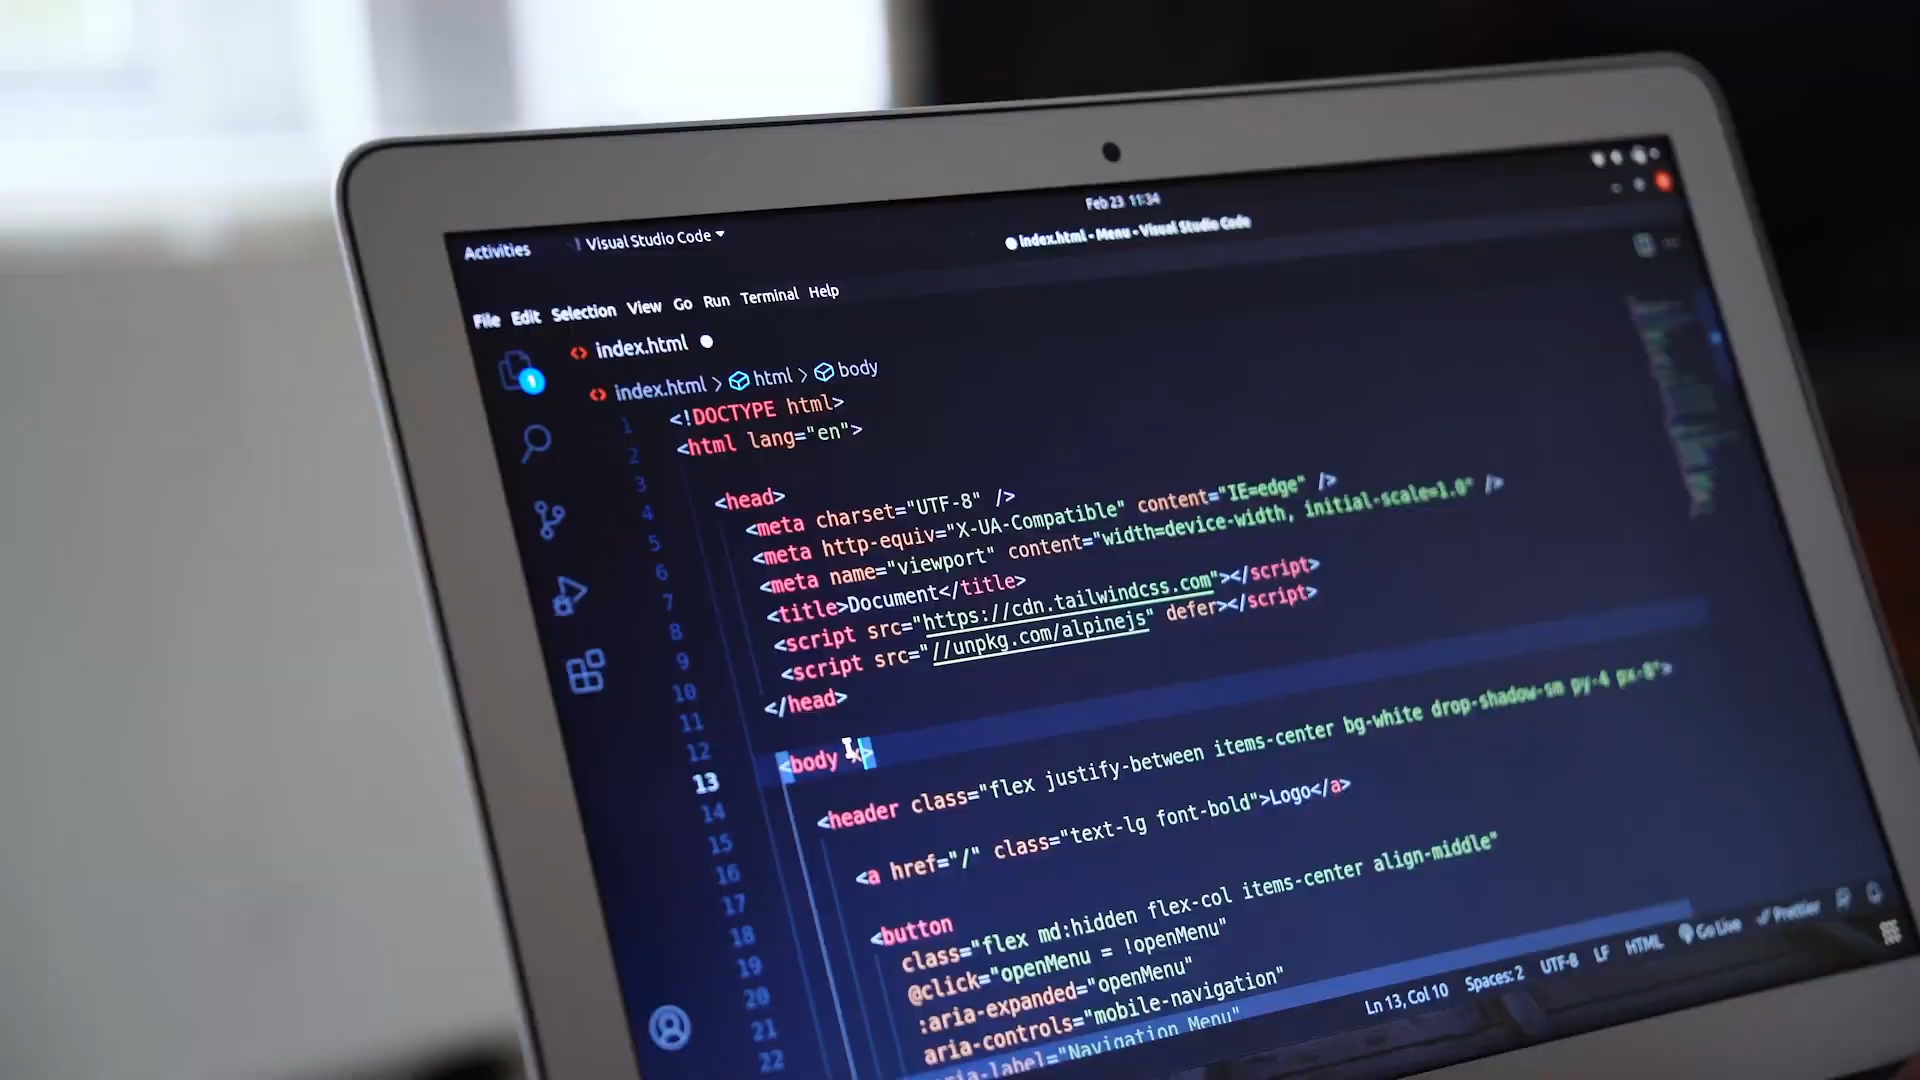 Feb 23 11:34
Activities
Visual Studio Code
index.html - Menu - Visual Studio Code
File Edit Selection View Go Run Terminal Help
index.html
index.html > html > body
1 <!DOCTYPE html>
2 <html lang="en">
3
4 <head>
5 <meta charset="UTF-8" />
6 <meta http-equiv="X-UA-Compatible" content="IE=edge" />
7 <meta name="viewport" content="width=device-width, initial-scale=1.0" />
8 <title>Document</title>
9 <script src="https://cdn.tailwindcss.com"></script>
10 <script src="//unpkg.com/alpinejs" defer></script>
11 </head>
12
13 <body x>
14 <header class="flex justify-between items-center bg-white drop-shadow-sm py-4 px-8">
15
16 <a href="/" class="text-lg font-bold">Logo</a>
17
18 <button
19 class="flex md:hidden flex-col items-center align-middle"
20 @click="openMenu = !openMenu"
21 :aria-expanded="openMenu"
22 aria-controls="mobile-navigation"
aria-label="Navigation Menu"
Ln 13, Col 10 Spaces: 2 UTF-8 LF HTML Go Live Prettier